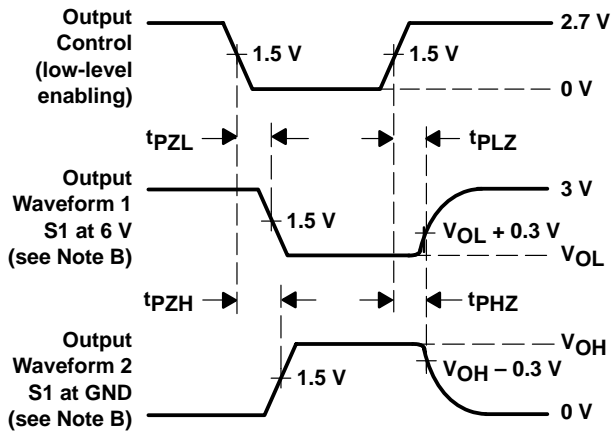 Output
Control
(low-level
enabling)
1.5 V
1.5 V
2.7 V
0 V
tPZL
tPLZ
Output
Waveform 1
S1 at 6 V
(see Note B)
1.5 V
3 V
VOL + 0.3 V
VOL
tPZH
tPHZ
Output
Waveform 2
S1 at GND
(see Note B)
1.5 V
VOH
VOH − 0.3 V
0 V